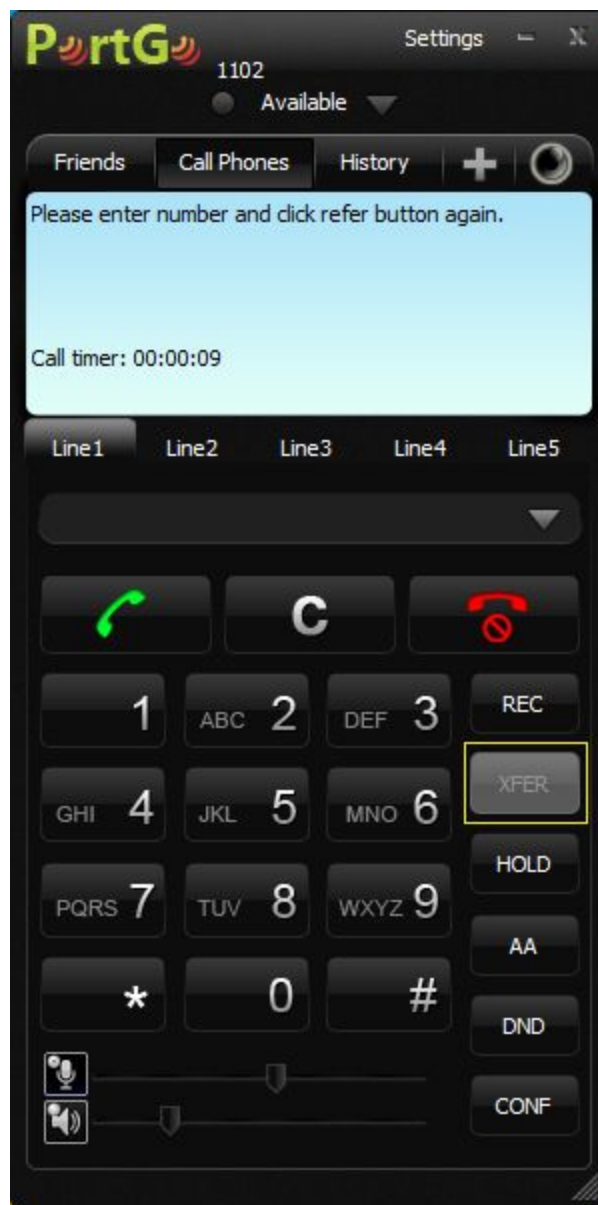 PortGo
Settings
1102
Available
Friends Call Phones History
Please enter number and click refer button again.
Call timer: 00:00:09
Line1 Line2 Line3 Line4 Line5
C
1 ABC 2 DEF 3 REC
GHI 4 JKL 5 MNO 6 XFER
PQRS 7 TUV 8 WXYZ 9 HOLD
AA
* 0 #
DND
CONF